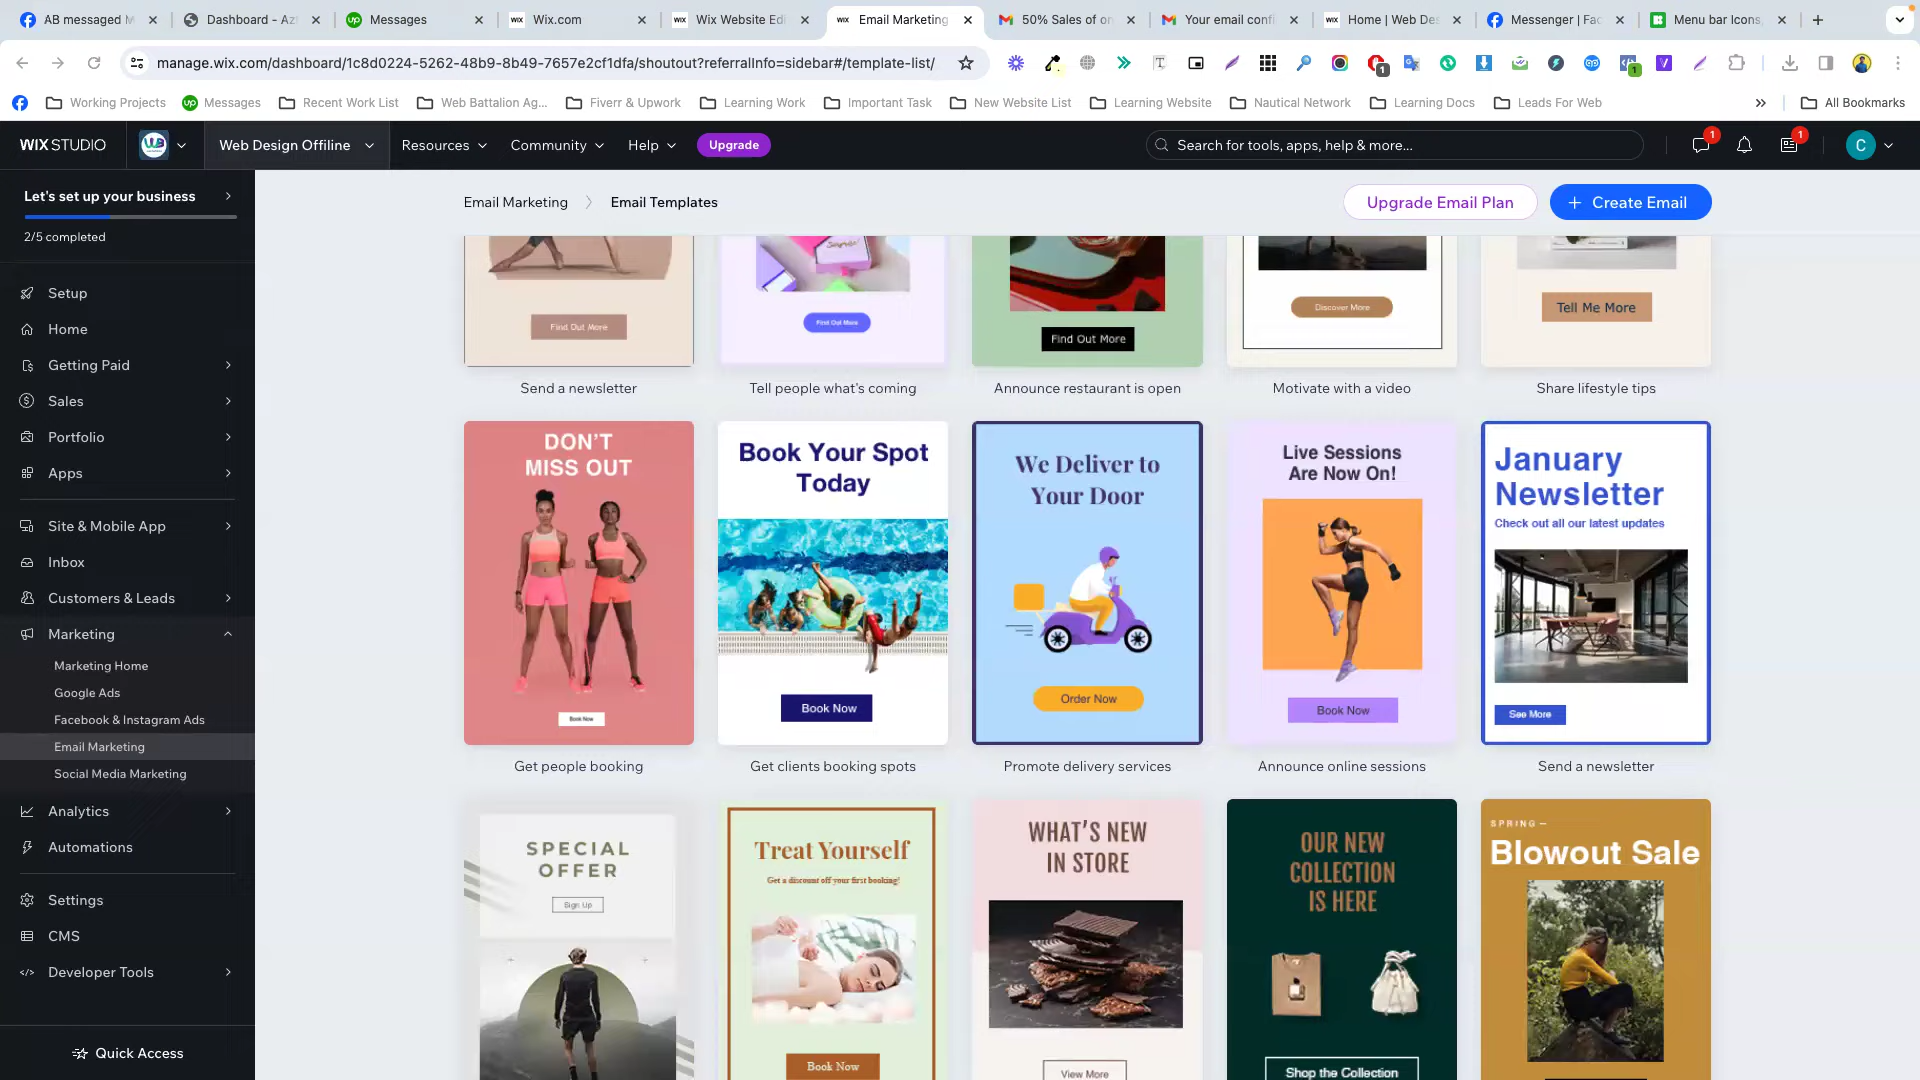 AB messaged M
Dashboard - Az
Messages
Wix.com
Wix Website Edi
Email Marketing
50% Sales of on
Your email confi
Home | Web Des
Messenger | Fac
Menu bar Icons,
manage.wix.com/dashboard/1c8d0224-5262-48b9-8b49-7657e2cf1dfa/shoutout?referralInfo=sidebar#/template-list/
Working Projects
Messages
Recent Work List
Web Battalion Ag...
Fiverr & Upwork
Learning Work
Important Task
New Website List
Learning Website
Nautical Network
Learning Docs
Leads For Web
All Bookmarks
WIX STUDIO
Web Design Offiline
Resources
Community
Help
Upgrade
Search for tools, apps, help & more...
1
1
C
Let's set up your business
2/5 completed
Setup
Home
Getting Paid
Sales
Portfolio
Apps
Site & Mobile App
Inbox
Customers & Leads
Marketing
Marketing Home
Google Ads
Facebook & Instagram Ads
Email Marketing
Social Media Marketing
Analytics
Automations
Settings
CMS
Developer Tools
Quick Access
Email Marketing
Email Templates
Upgrade Email Plan
+ Create Email
Find Out More
Find Out More
Find Out More
Discover More
Tell Me More
Send a newsletter
Tell people what's coming
Announce restaurant is open
Motivate with a video
Share lifestyle tips
DON'T
MISS OUT
Book Now
Book Your Spot
Today
Book Now
We Deliver to
Your Door
Order Now
Live Sessions
Are Now On!
Book Now
January
Newsletter
Check out all our latest updates
See More
Get people booking
Get clients booking spots
Promote delivery services
Announce online sessions
Send a newsletter
SPECIAL
OFFER
Sign Up
Treat Yourself
Get a discount off your first booking!
Book Now
WHAT'S NEW
IN STORE
View More
OUR NEW
COLLECTION
IS HERE
Shop the Collection
SPRING —
Blowout Sale